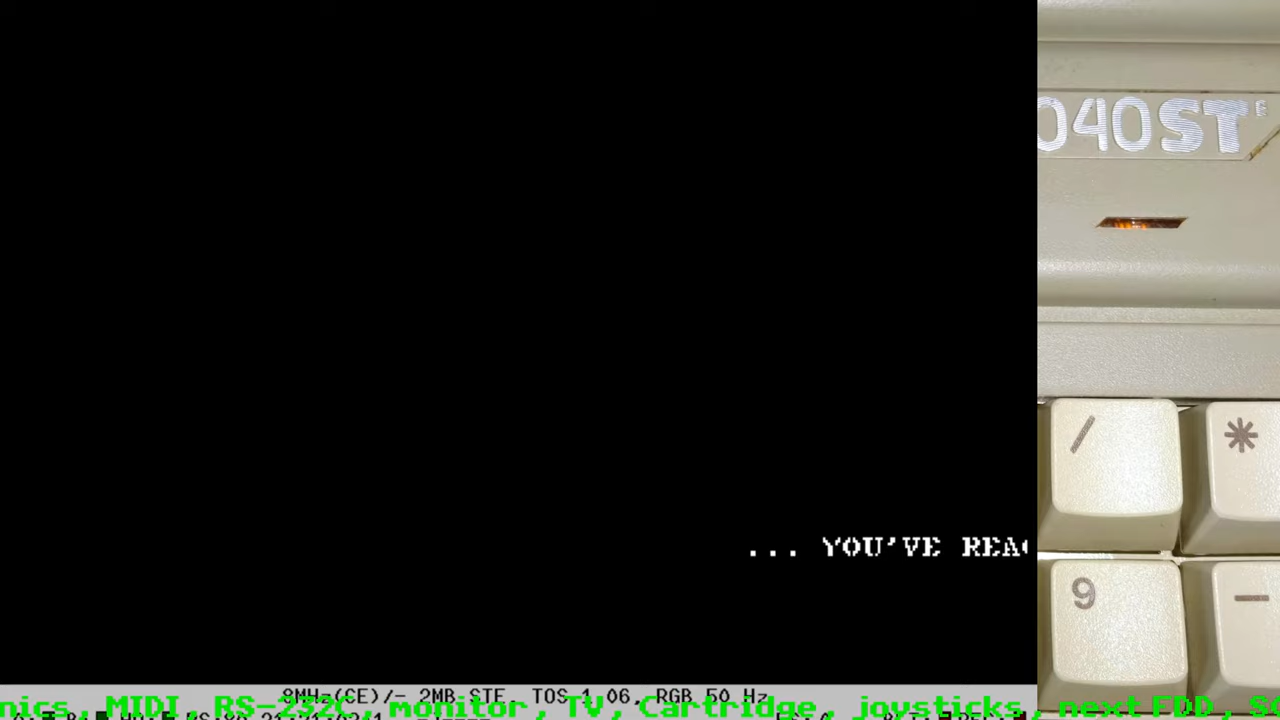 040STE
/ *
... YOU'VE REA
9 -
8MHz(CE)/- 2MB STE, TOS 1.06, RGB 50 Hz
nics, MIDI, RS-232C, monitor, TV, Cartridge, joysticks, next FDD,